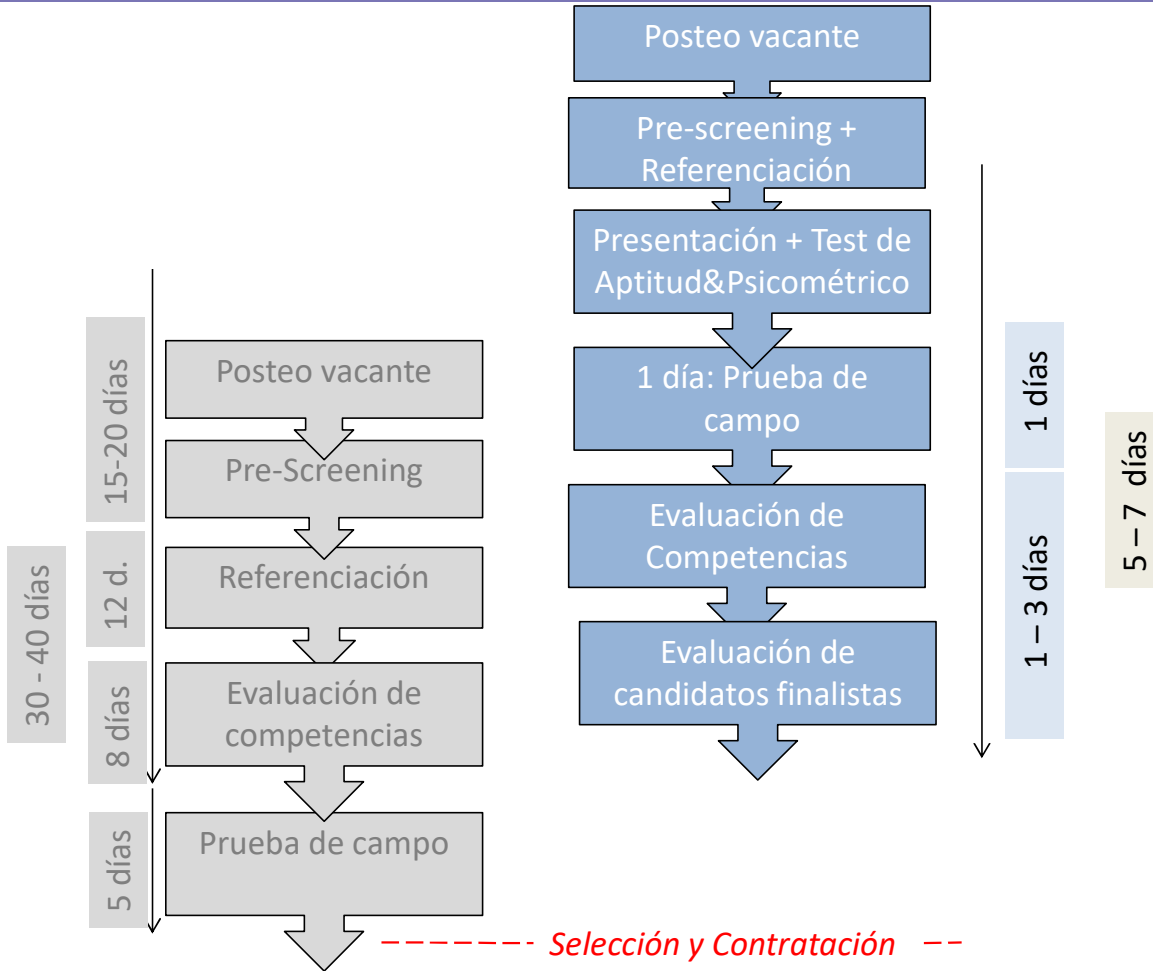 Posteo vacante
Pre-screening +
Referenciación
Presentación + Test de
Aptitud&Psicométrico
1 día: Prueba de
campo
Evaluación de
Competencias
Evaluación de
candidatos finalistas
1 días
1 – 3 días
5 – 7 días
Posteo vacante
Pre-Screening
Referenciación
Evaluación de
competencias
Prueba de campo
15-20 días
12 d.
8 días
5 días
30 - 40 días
Selección y Contratación